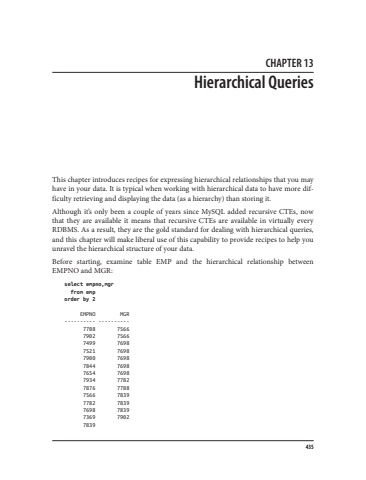 CHAPTER 13
Hierarchical Queries
This chapter introduces recipes for expressing hierarchical relationships that you may
have in your data. It is typical when working with hierarchical data to have more dif-
ficulty retrieving and displaying the data (as a hierarchy) than storing it.
Although it's only been a couple of years since MySQL added recursive CTEs, now
that they are available it means that recursive CTEs are available in virtually every
RDBMS. As a result, they are the gold standard for dealing with hierarchical queries,
and this chapter will make liberal use of this capability to provide recipes to help you
unravel the hierarchical structure of your data.
Before starting, examine table EMP and the hierarchical relationship between
EMPNO and MGR:
select empno,mgr
from emp
order by 2
EMPNO MGR
---------- ----------
7788 7566
7902 7566
7499 7698
7521 7698
7900 7698
7844 7698
7654 7698
7934 7782
7876 7788
7566 7839
7782 7839
7698 7839
7369 7902
7839
435